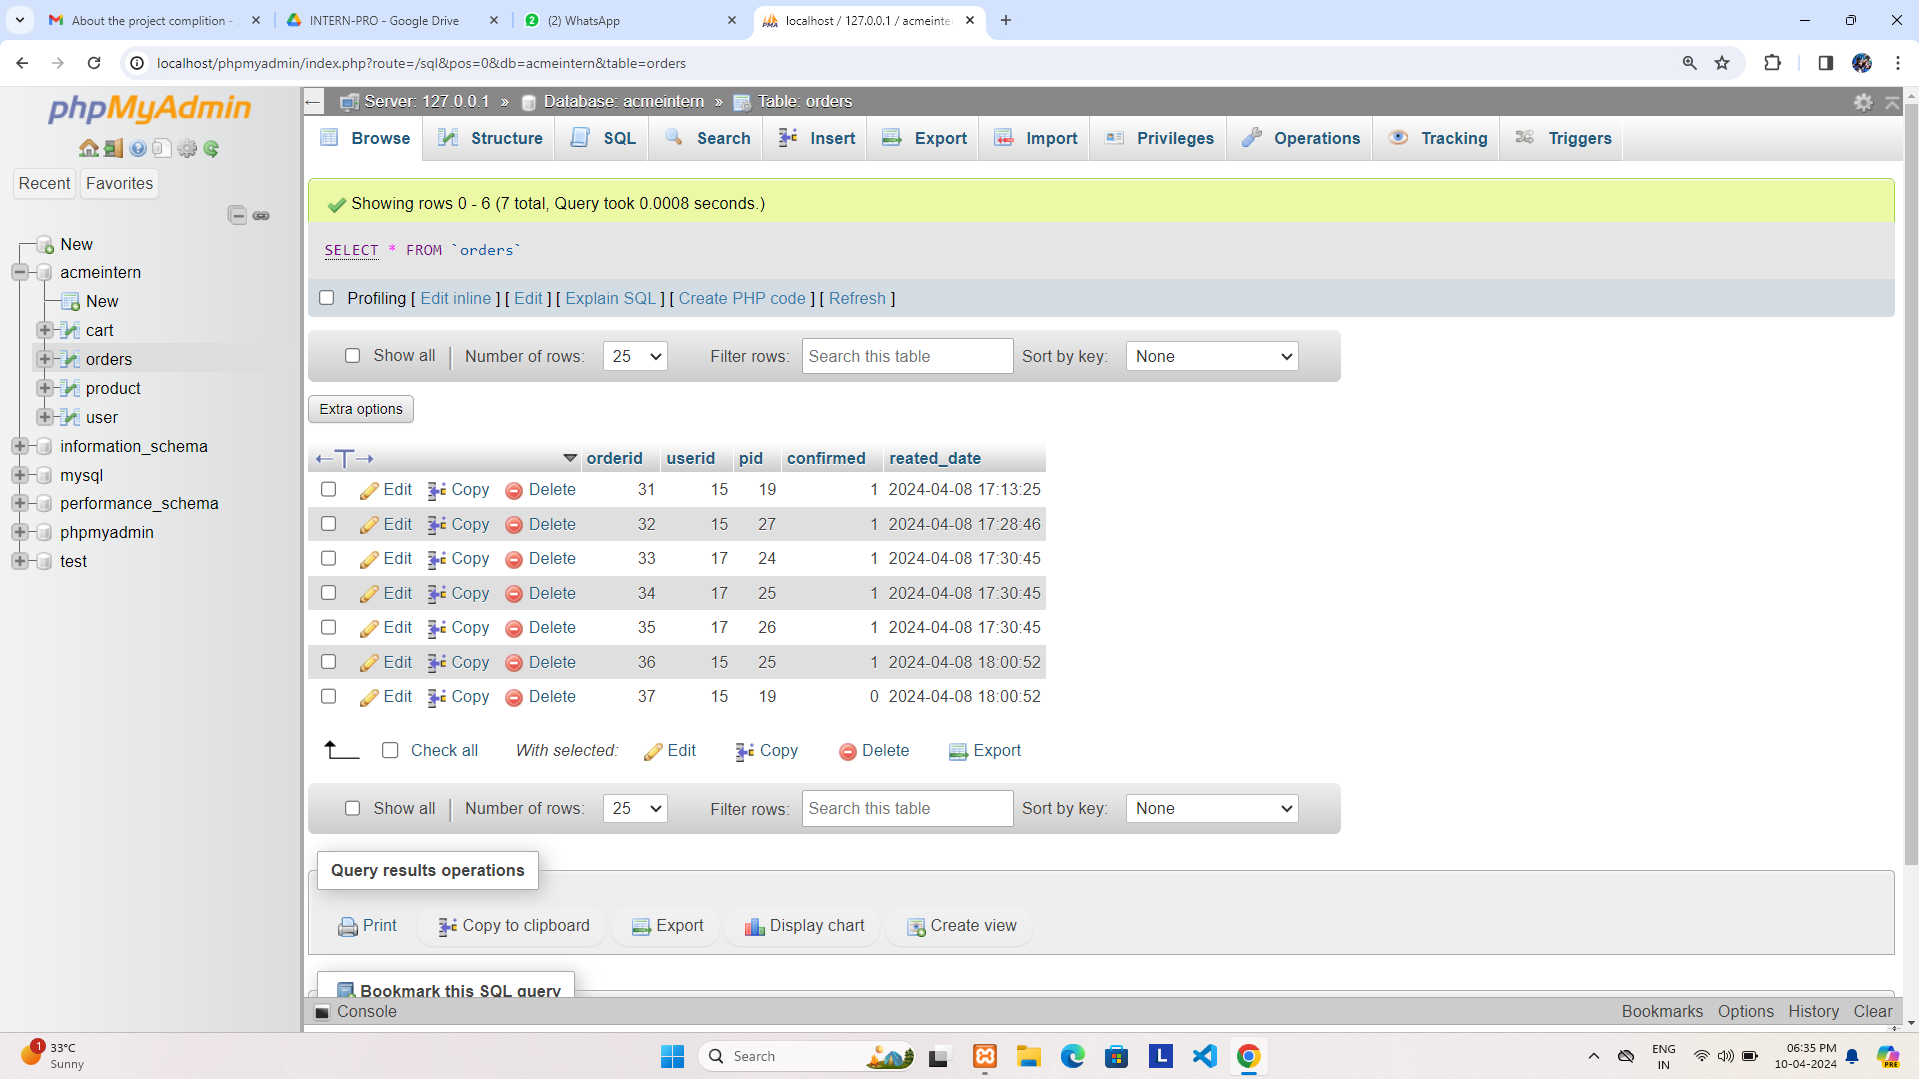 About the project complition -
INTERN-PRO - Google Drive
(2) WhatsApp
localhost / 127.0.0.1 / acmeintern
localhost/phpmyadmin/index.php?route=/sql&pos=0&db=acmeintern&table=orders
phpMyAdmin
Recent Favorites
New
acmeintern
New
cart
orders
product
user
information_schema
mysql
performance_schema
phpmyadmin
test
Server: 127.0.0.1 » Database: acmeintern » Table: orders
Browse Structure SQL Search Insert Export Import Privileges Operations Tracking Triggers
Showing rows 0 - 6 (7 total, Query took 0.0008 seconds.)
SELECT * FROM `orders`
Profiling [ Edit inline ] [ Edit ] [ Explain SQL ] [ Create PHP code ] [ Refresh ]
Show all Number of rows: 25 Filter rows: Search this table Sort by key: None
Extra options
orderid userid pid confirmed reated_date
Edit Copy Delete 31 15 19 1 2024-04-08 17:13:25
Edit Copy Delete 32 15 27 1 2024-04-08 17:28:46
Edit Copy Delete 33 17 24 1 2024-04-08 17:30:45
Edit Copy Delete 34 17 25 1 2024-04-08 17:30:45
Edit Copy Delete 35 17 26 1 2024-04-08 17:30:45
Edit Copy Delete 36 15 25 1 2024-04-08 18:00:52
Edit Copy Delete 37 15 19 0 2024-04-08 18:00:52
Check all With selected: Edit Copy Delete Export
Show all Number of rows: 25 Filter rows: Search this table Sort by key: None
Query results operations
Print Copy to clipboard Export Display chart Create view
Bookmark this SQL query
Console Bookmarks Options History Clear
1 33°C
Sunny
Search
L
ENG
IN
06:35 PM
10-04-2024
PRE